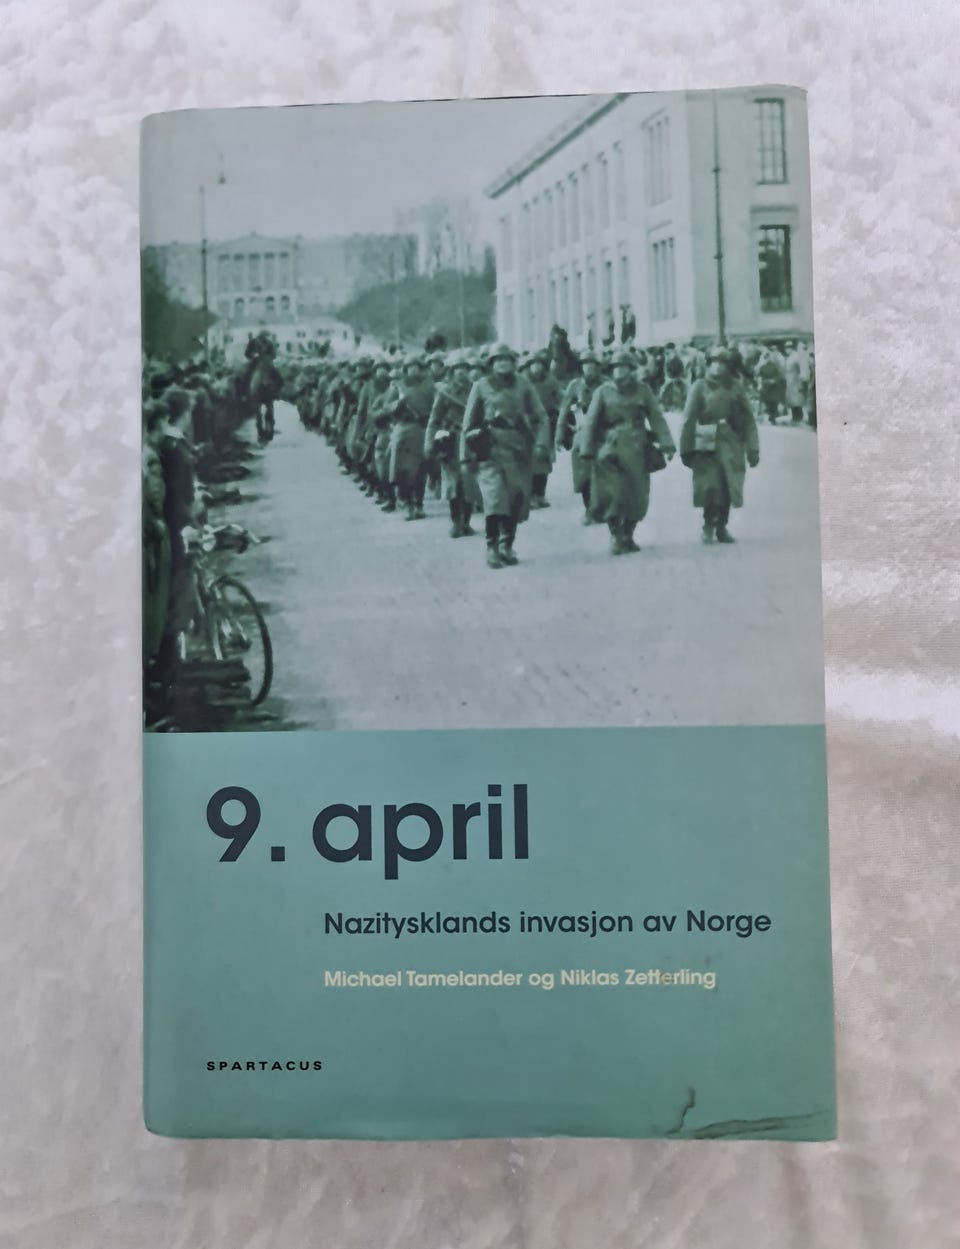 9. april
Nazitysklands invasjon av Norge
Michael Tamelander og Niklas Zetterling
SPARTACUS